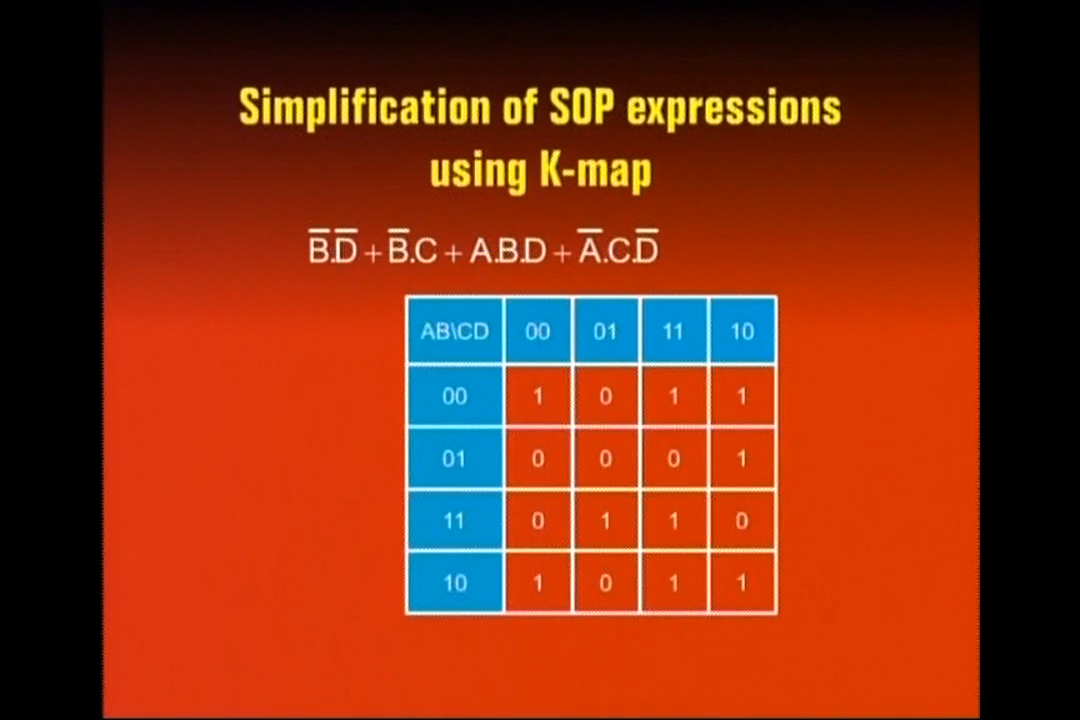 Simplification of SOP expressions
using K-map
B̅.D̅ + B̅.C + A.B.D + A̅.C.D̅
AB\CD 00 01 11 10
00 1 0 1 1
01 0 0 0 1
11 0 1 1 0
10 1 0 1 1